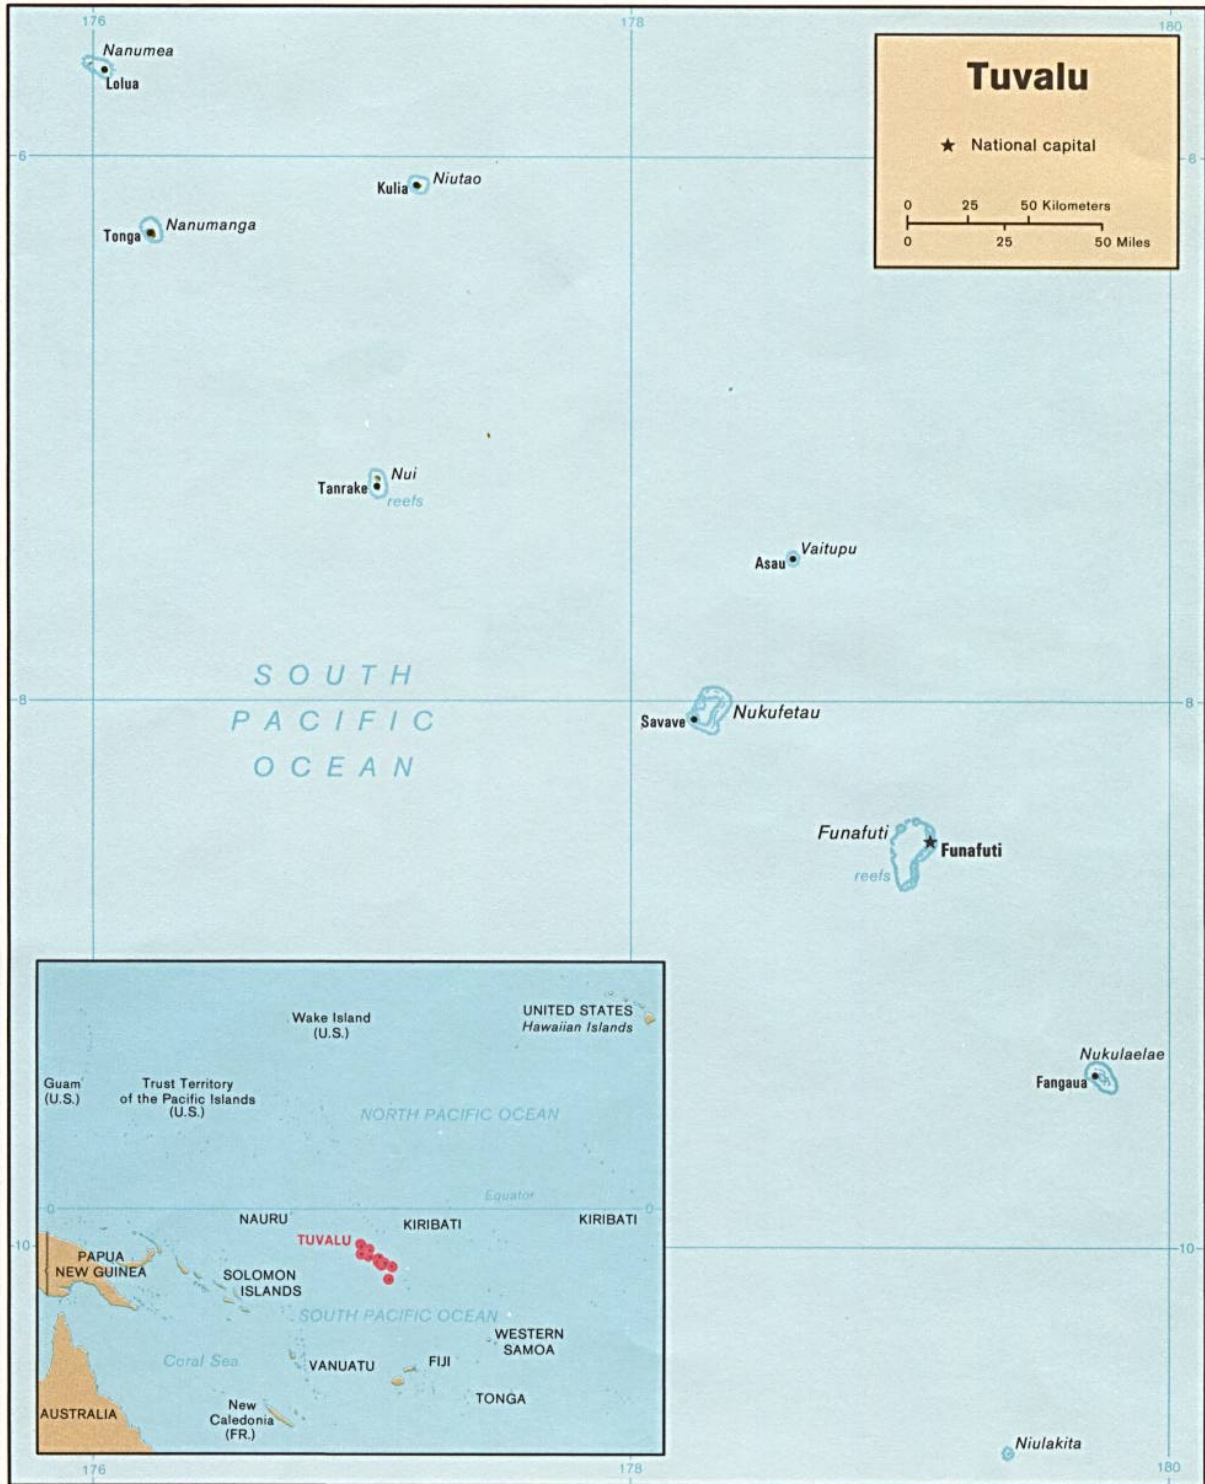 176
178
180
Nanumea
Lolua
Tuvalu
★ National capital
0 25 50 Kilometers
0 25 50 Miles
6
6
Kulia
Niutao
Tonga
Nanumanga
Tanrake
Nui
reefs
Asau
Vaitupu
SOUTH
PACIFIC
OCEAN
8
8
Savave
Nukufetau
Funafuti
Funafuti
reefs
Nukulaelae
Fangaua
10
10
Niulakita
Wake Island
(U.S.)
UNITED STATES
Hawaiian Islands
Guam
(U.S.)
Trust Territory
of the Pacific Islands
(U.S.)
NORTH PACIFIC OCEAN
Equator
0
0
NAURU
KIRIBATI
KIRIBATI
TUVALU
PAPUA
NEW GUINEA
SOLOMON
ISLANDS
SOUTH PACIFIC OCEAN
WESTERN
SAMOA
Coral Sea
VANUATU
FIJI
TONGA
New
Caledonia
(FR.)
AUSTRALIA
176
178
180